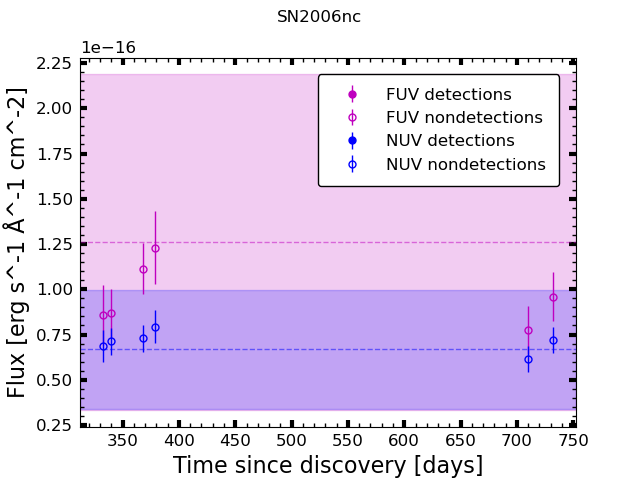 SN2006nc
1e−16
2.25
2.00
1.75
1.50
1.25
1.00
0.75
0.50
0.25
Flux [erg s^-1 Å^-1 cm^-2]
FUV detections
FUV nondetections
NUV detections
NUV nondetections
350 400 450 500 550 600 650 700 750
Time since discovery [days]